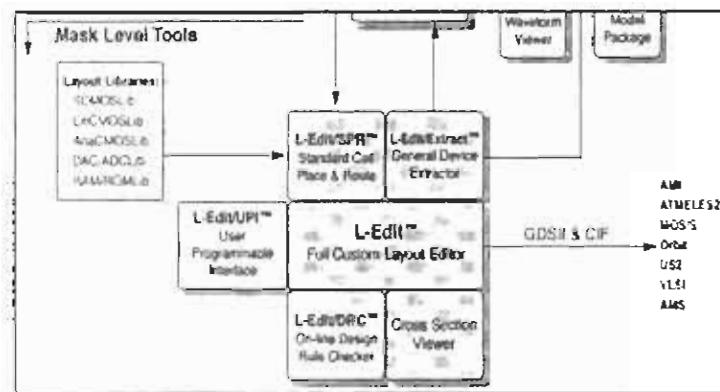 Waveform
Viewer
Model
Package
Mask Level Tools
Layout Libraries
AnaCMOSLib
L-Edit/SPR™
Standard Cell
Place & Route
L-Edit/Extract™
General Device
Extractor
L-Edit/UPI™
User
Programmable
Interface
L-Edit™
Full Custom Layout Editor
GDSII & CIF
MOSIS
Orbit
US2
VLSI
AMS
L-Edit/DRC™
On-line Design
Rule Checker
Cross Section
Viewer